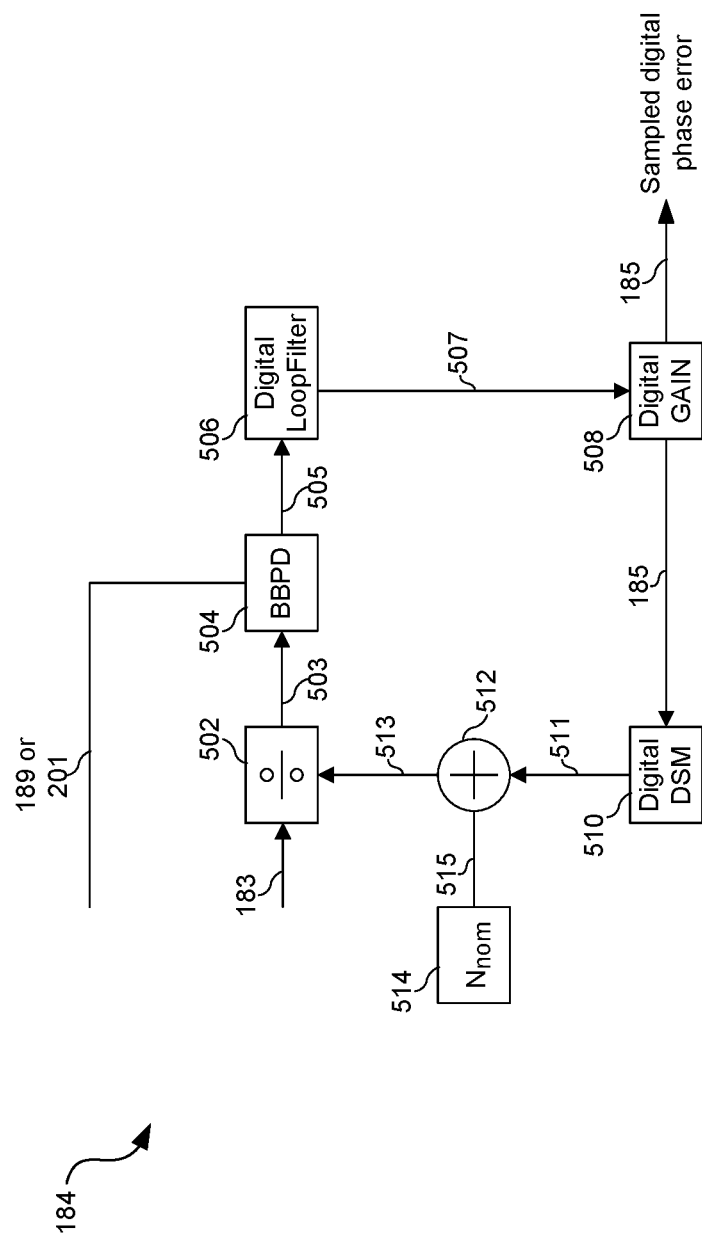 184
189 or
201
183
502
÷
503
504
BBPD
505
506
Digital
LoopFilter
507
514
Nnom
515
512
+
513
511
510
Digital
DSM
185
508
Digital
GAIN
185
Sampled digital
phase error